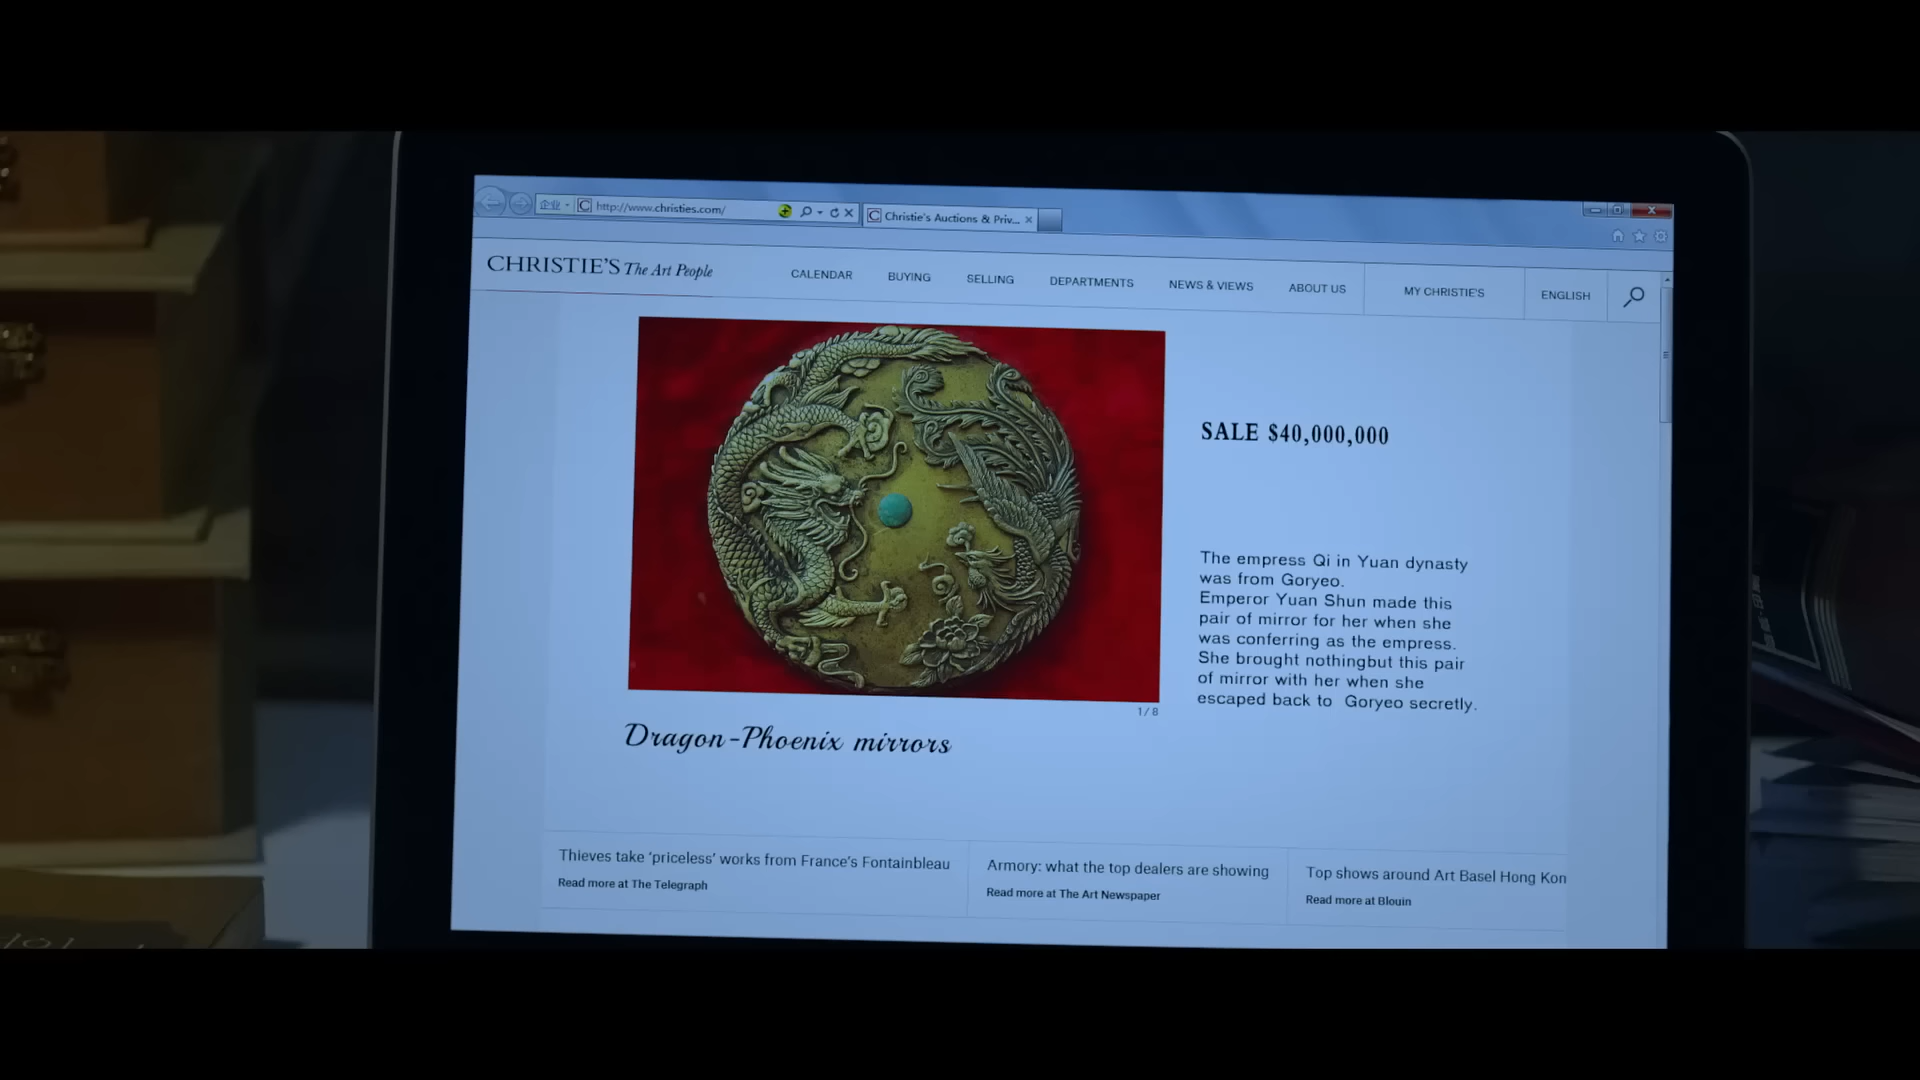 企业
http://www.christies.com/
Christie's Auctions & Priv...
CHRISTIE'S The Art People
CALENDAR
BUYING
SELLING
DEPARTMENTS
NEWS & VIEWS
ABOUT US
MY CHRISTIE'S
ENGLISH
SALE $40,000,000
The empress Qi in Yuan dynasty
was from Goryeo.
Emperor Yuan Shun made this
pair of mirror for her when she
was conferring as the empress.
She brought nothingbut this pair
of mirror with her when she
escaped back to Goryeo secretly.
1/8
Dragon-Phoenix mirrors
Thieves take ‘priceless’ works from France’s Fontainbleau
Read more at The Telegraph
Armory: what the top dealers are showing
Read more at The Art Newspaper
Top shows around Art Basel Hong Kon
Read more at Blouin